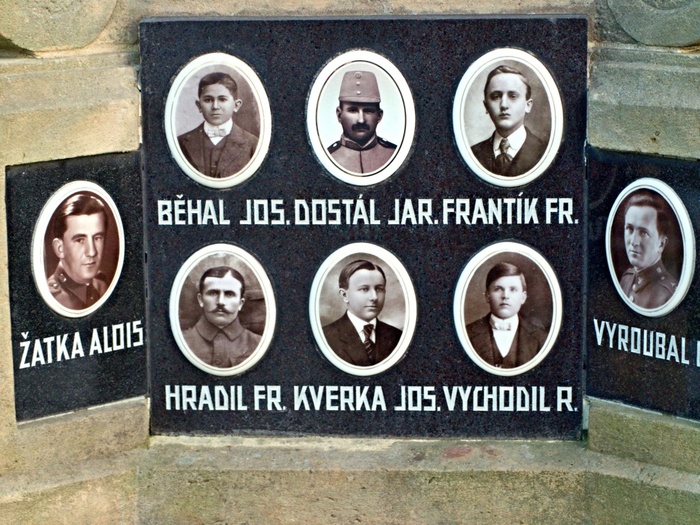 BĚHAL JOS. DOSTÁL JAR. FRANTÍK FR.
ŽATKA ALOIS
VYROUBAL
HRADIL FR. KVERKA JOS. VYCHODIL R.